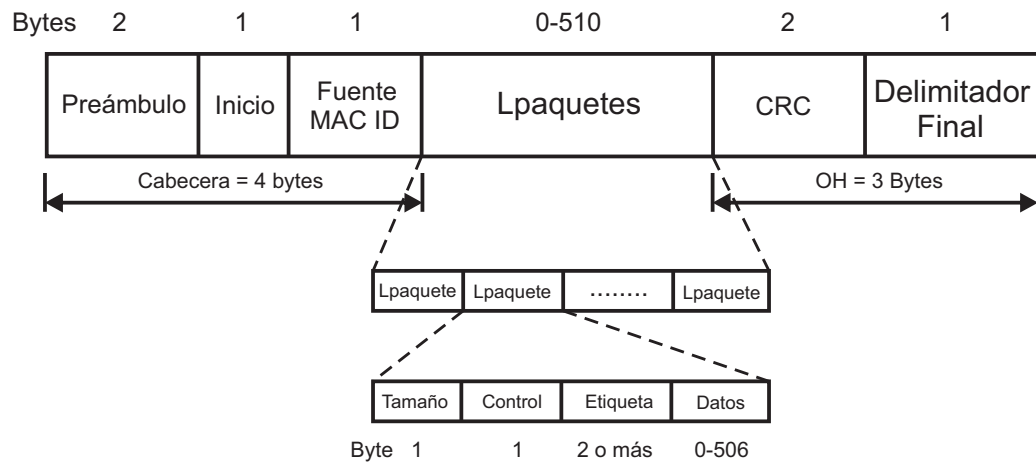 Bytes 2 1 1 0-510 2 1
Preámbulo Inicio Fuente MAC ID Lpaquetes CRC Delimitador Final
Cabecera = 4 bytes OH = 3 Bytes
Lpaquete Lpaquete ........ Lpaquete
Tamaño Control Etiqueta Datos
Byte 1 1 2 o más 0-506